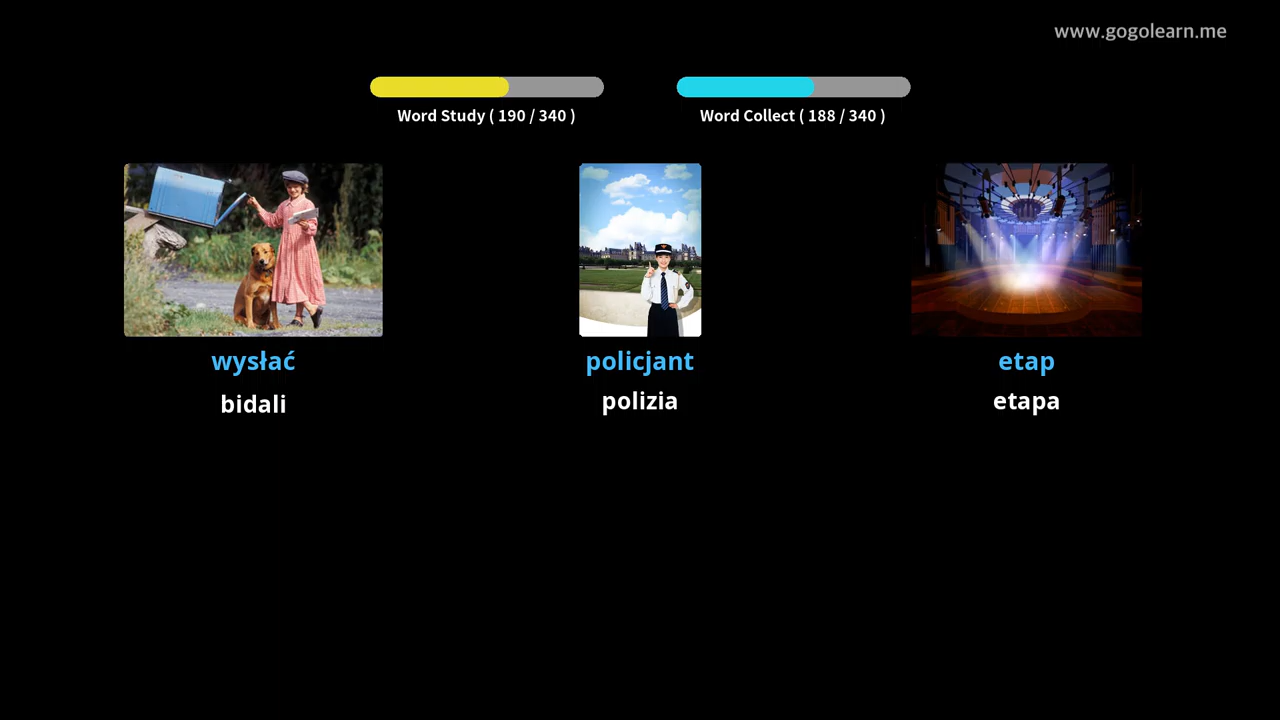 www.gogolearn.me
Word Study ( 190 / 340 )
Word Collect ( 188 / 340 )
wysłać
policjant
etap
bidali
polizia
etapa